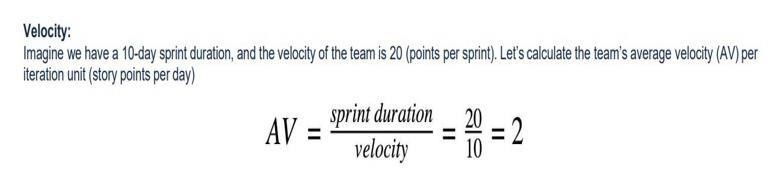 Velocity:
Imagine we have a 10-day sprint duration, and the velocity of the team is 20 (points per sprint). Let's calculate the team's average velocity (AV) per
iteration unit (story points per day)
AV = sprint duration / velocity = 20 / 10 = 2